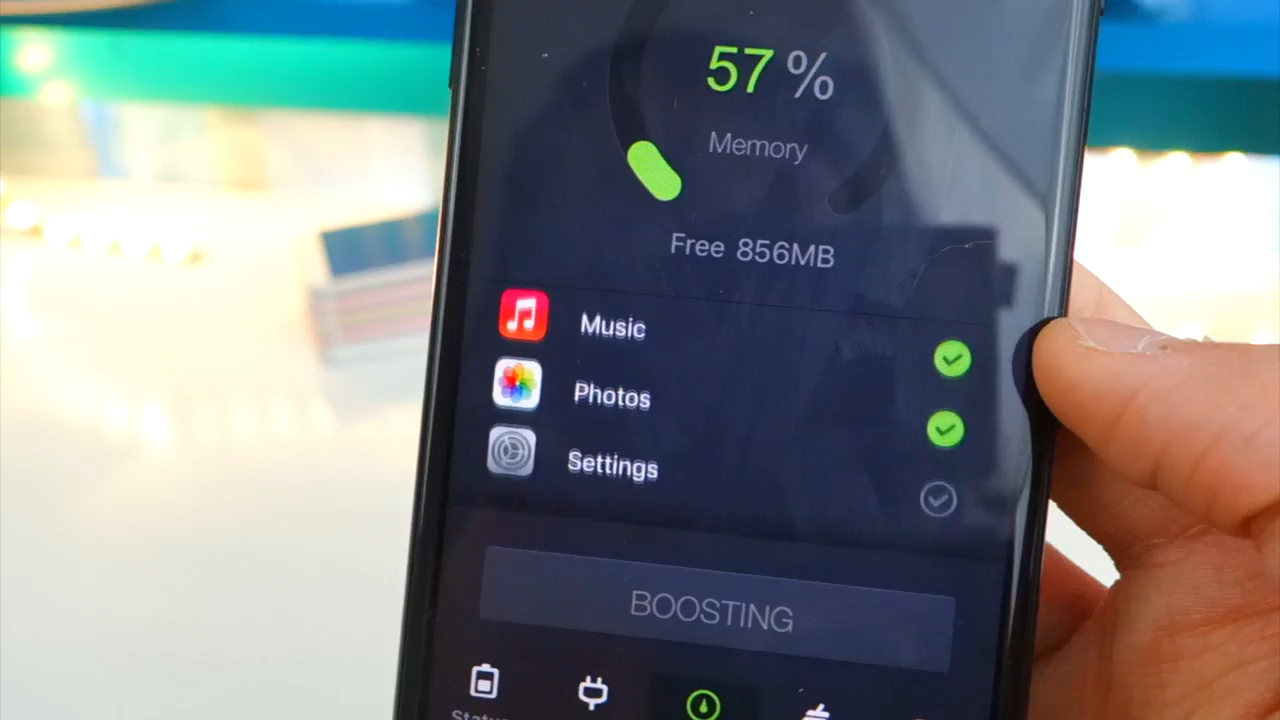 57 %
Memory
Free 856MB
Music
Photos
Settings
BOOSTING